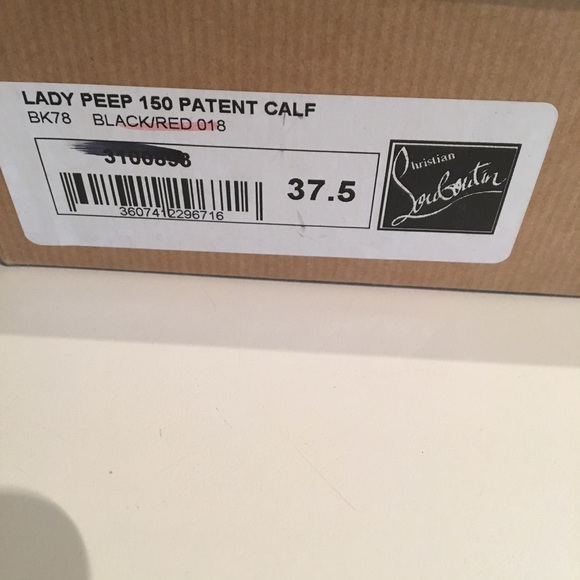 LADY PEEP 150 PATENT CALF
BK78 BLACK/RED 018
37.5
3607412296716
Christian
Louboutin